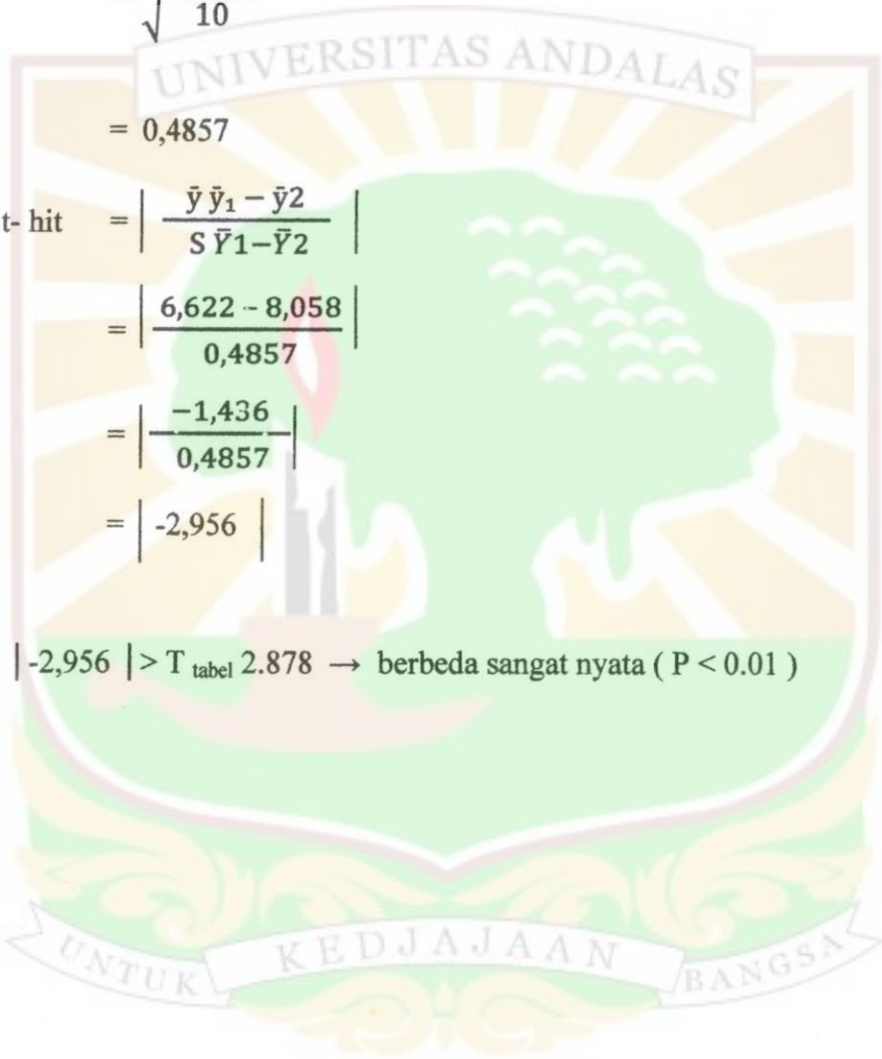 √ 10
UNIVERSITAS ANDALAS
= 0,4857
t- hit = | ȳ ȳ₁ − ȳ2 / S Ȳ1−Ȳ2 |
= | 6,622 - 8,058 / 0,4857 |
= | −1,436 / 0,4857 |
= | -2,956 |
| -2,956 | > T tabel 2.878 → berbeda sangat nyata ( P < 0.01 )
UNTUK KEDJAJAAN BANGSA